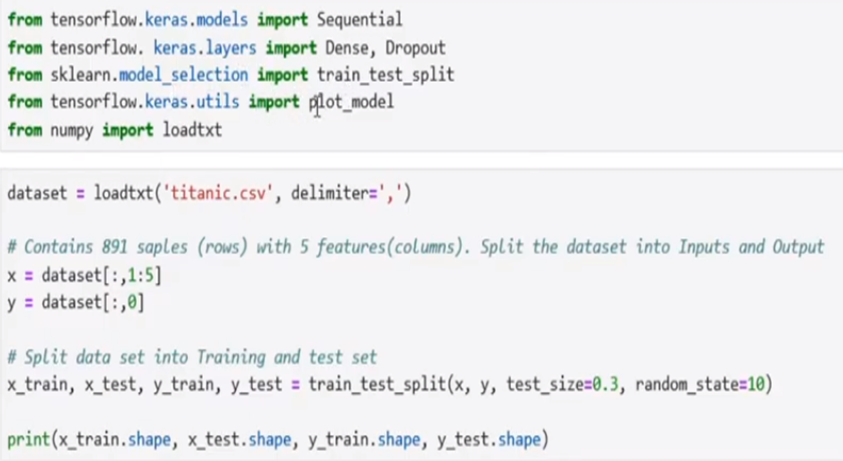 from tensorflow.keras.models import Sequential
from tensorflow. keras.layers import Dense, Dropout
from sklearn.model_selection import train_test_split
from tensorflow.keras.utils import plot_model
from numpy import loadtxt
dataset = loadtxt('titanic.csv', delimiter=',')
# Contains 891 saples (rows) with 5 features(columns). Split the dataset into Inputs and Output
x = dataset[:,1:5]
y = dataset[:,0]
# Split data set into Training and test set
x_train, x_test, y_train, y_test = train_test_split(x, y, test_size=0.3, random_state=10)
print(x_train.shape, x_test.shape, y_train.shape, y_test.shape)